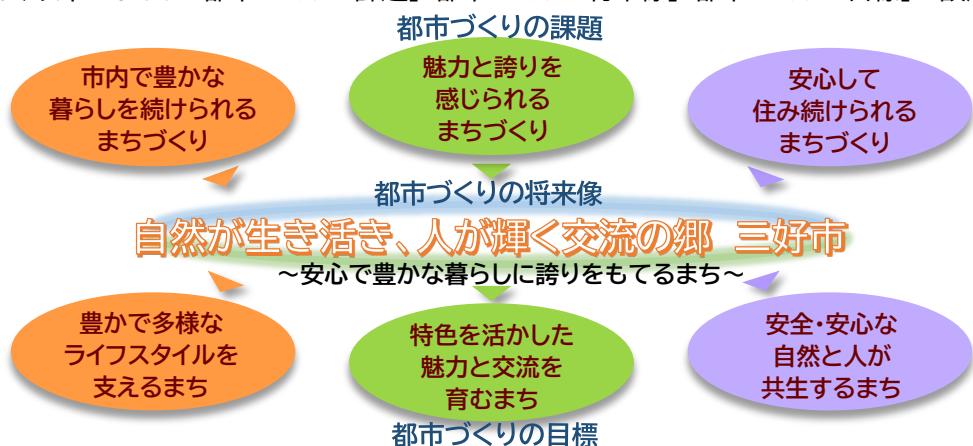 都市づくりの課題
市内で豊かな
暮らしを続けられる
まちづくり
魅力と誇りを
感じられる
まちづくり
安心して
住み続けられる
まちづくり
都市づくりの将来像
自然が生き活き、人が輝く交流の郷 三好市
～安心で豊かな暮らしに誇りをもてるまち～
豊かで多様な
ライフスタイルを
支えるまち
特色を活かした
魅力と交流を
育むまち
安全・安心な
自然と人が
共生するまち
都市づくりの目標